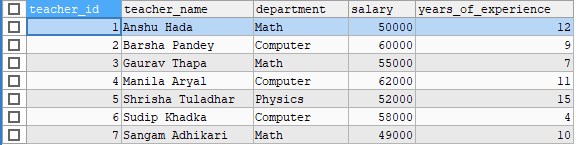 teacher_id teacher_name department salary years_of_experience
1 Anshu Hada Math 50000 12
2 Barsha Pandey Computer 60000 9
3 Gaurav Thapa Math 55000 7
4 Manila Aryal Computer 62000 11
5 Shrisha Tuladhar Physics 52000 15
6 Sudip Khadka Computer 58000 4
7 Sangam Adhikari Math 49000 10